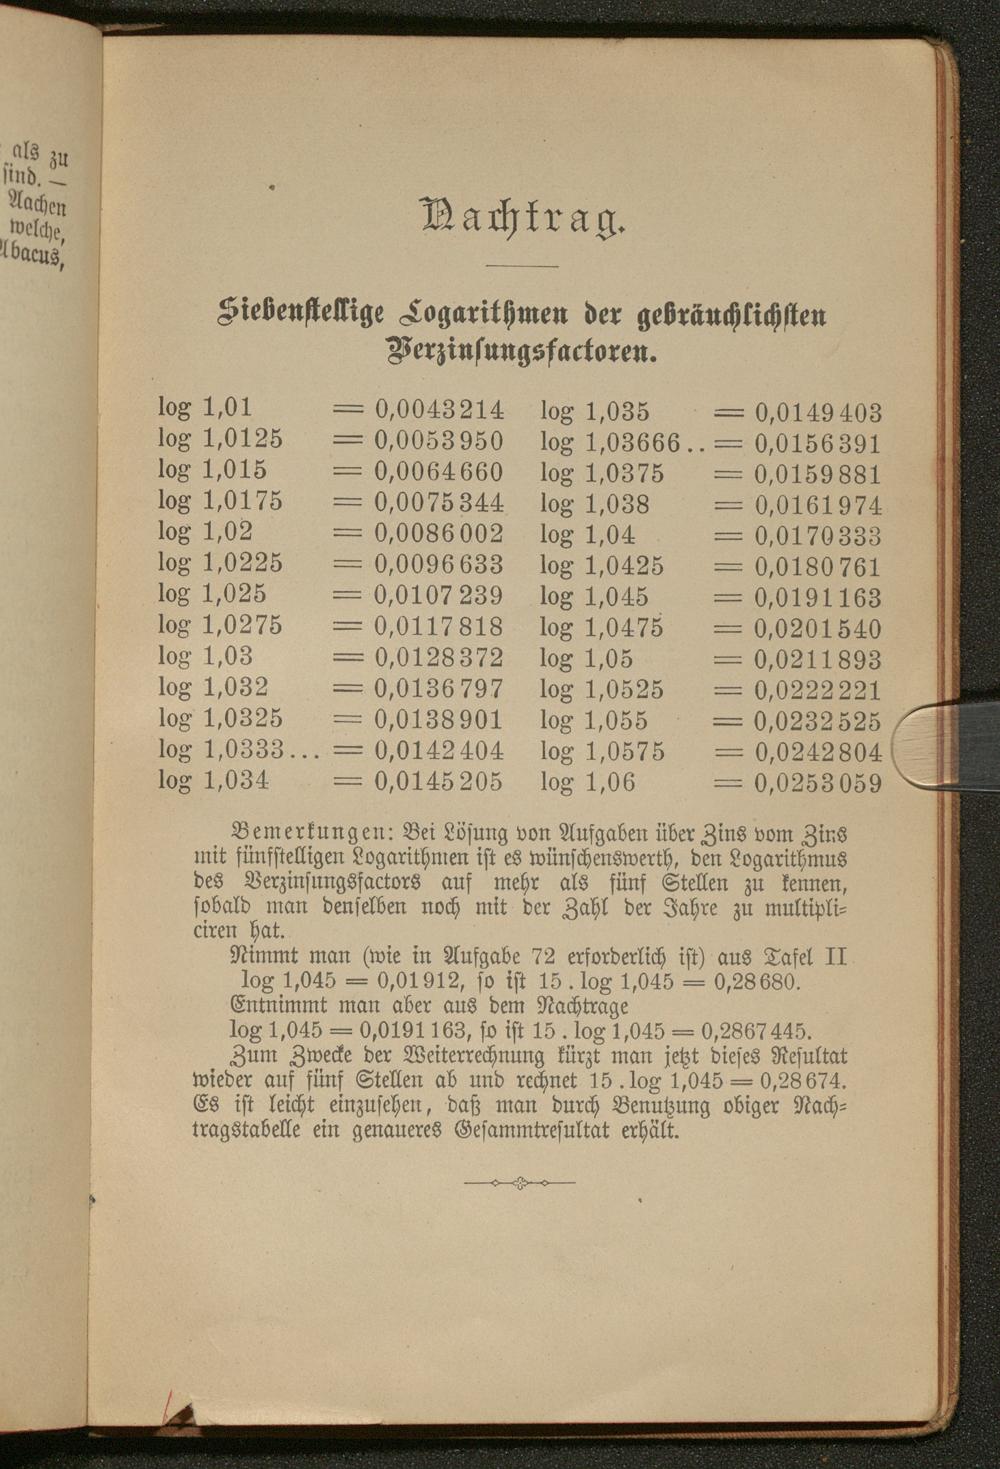 als zu
sind. —
Aachen
welche,
Abacus,
Nachtrag.
Siebenstellige Logarithmen der gebräuchlichsten
Verzinsungsfactoren.
log 1,01 = 0,0043214 log 1,035 = 0,0149403
log 1,0125 = 0,0053950 log 1,03666.. = 0,0156391
log 1,015 = 0,0064660 log 1,0375 = 0,0159881
log 1,0175 = 0,0075344 log 1,038 = 0,0161974
log 1,02 = 0,0086002 log 1,04 = 0,0170333
log 1,0225 = 0,0096633 log 1,0425 = 0,0180761
log 1,025 = 0,0107239 log 1,045 = 0,0191163
log 1,0275 = 0,0117818 log 1,0475 = 0,0201540
log 1,03 = 0,0128372 log 1,05 = 0,0211893
log 1,032 = 0,0136797 log 1,0525 = 0,0222221
log 1,0325 = 0,0138901 log 1,055 = 0,0232525
log 1,0333... = 0,0142404 log 1,0575 = 0,0242804
log 1,034 = 0,0145205 log 1,06 = 0,0253059
Bemerkungen: Bei Lösung von Aufgaben über Zins vom Zins
mit fünfstelligen Logarithmen ist es wünschenswerth, den Logarithmus
des Verzinsungsfactors auf mehr als fünf Stellen zu kennen,
sobald man denselben noch mit der Zahl der Jahre zu multipli-
ciren hat.
Nimmt man (wie in Aufgabe 72 erforderlich ist) aus Tafel II
log 1,045 = 0,01912, so ist 15 . log 1,045 = 0,28680.
Entnimmt man aber aus dem Nachtrage
log 1,045 = 0,0191163, so ist 15 . log 1,045 = 0,2867445.
Zum Zwecke der Weiterrechnung kürzt man jetzt dieses Resultat
wieder auf fünf Stellen ab und rechnet 15 . log 1,045 = 0,28674.
Es ist leicht einzusehen, daß man durch Benutzung obiger Nach-
tragstabelle ein genaueres Gesammtresultat erhält.